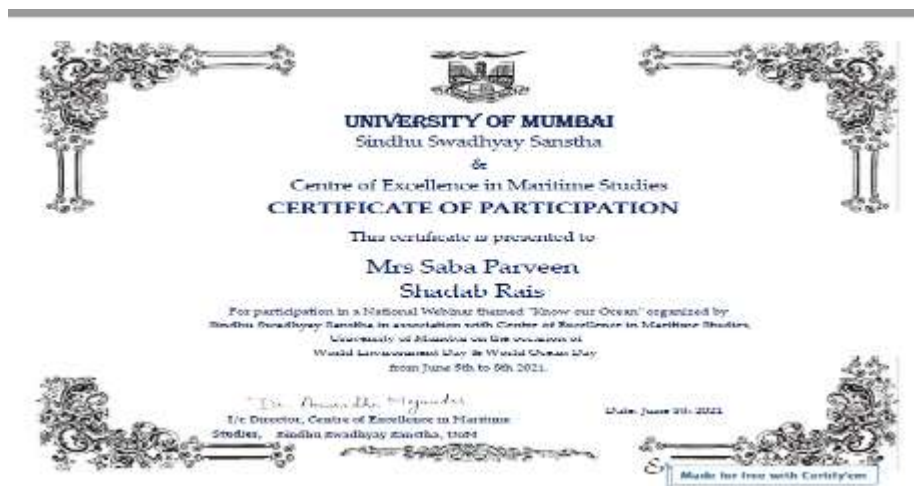 UNIVERSITY OF MUMBAI
Sindhu Swadhyay Sanstha
&
Centre of Excellence in Maritime Studies
CERTIFICATE OF PARTICIPATION
This certificate is presented to
Mrs Saba Parveen
Shadab Rais
For participation in a National Webinar themed "Know our Ocean" organized by
Sindhu Swadhyay Sanstha in association with Centre of Excellence in Maritime Studies,
University of Mumbai on the occasion of
World Environment Day & World Ocean Day
from June 5th to 8th 2021.
I/c Director, Centre of Excellence in Maritime
Studies, Sindhu Swadhyay Sanstha, UoM
Date: June 2021
Made for free with Certify'em